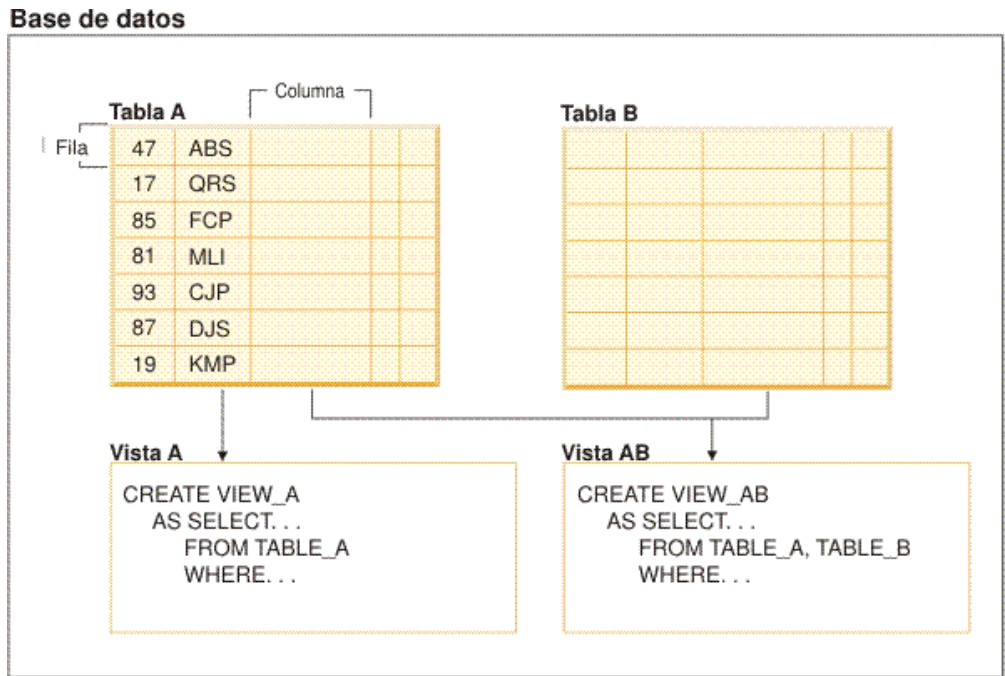 Base de datos
Columna
Tabla A
Tabla B
Fila
47 ABS
17 QRS
85 FCP
81 MLI
93 CJP
87 DJS
19 KMP
Vista A
CREATE VIEW_A
AS SELECT. . .
FROM TABLE_A
WHERE. . .
Vista AB
CREATE VIEW_AB
AS SELECT. . .
FROM TABLE_A, TABLE_B
WHERE. . .